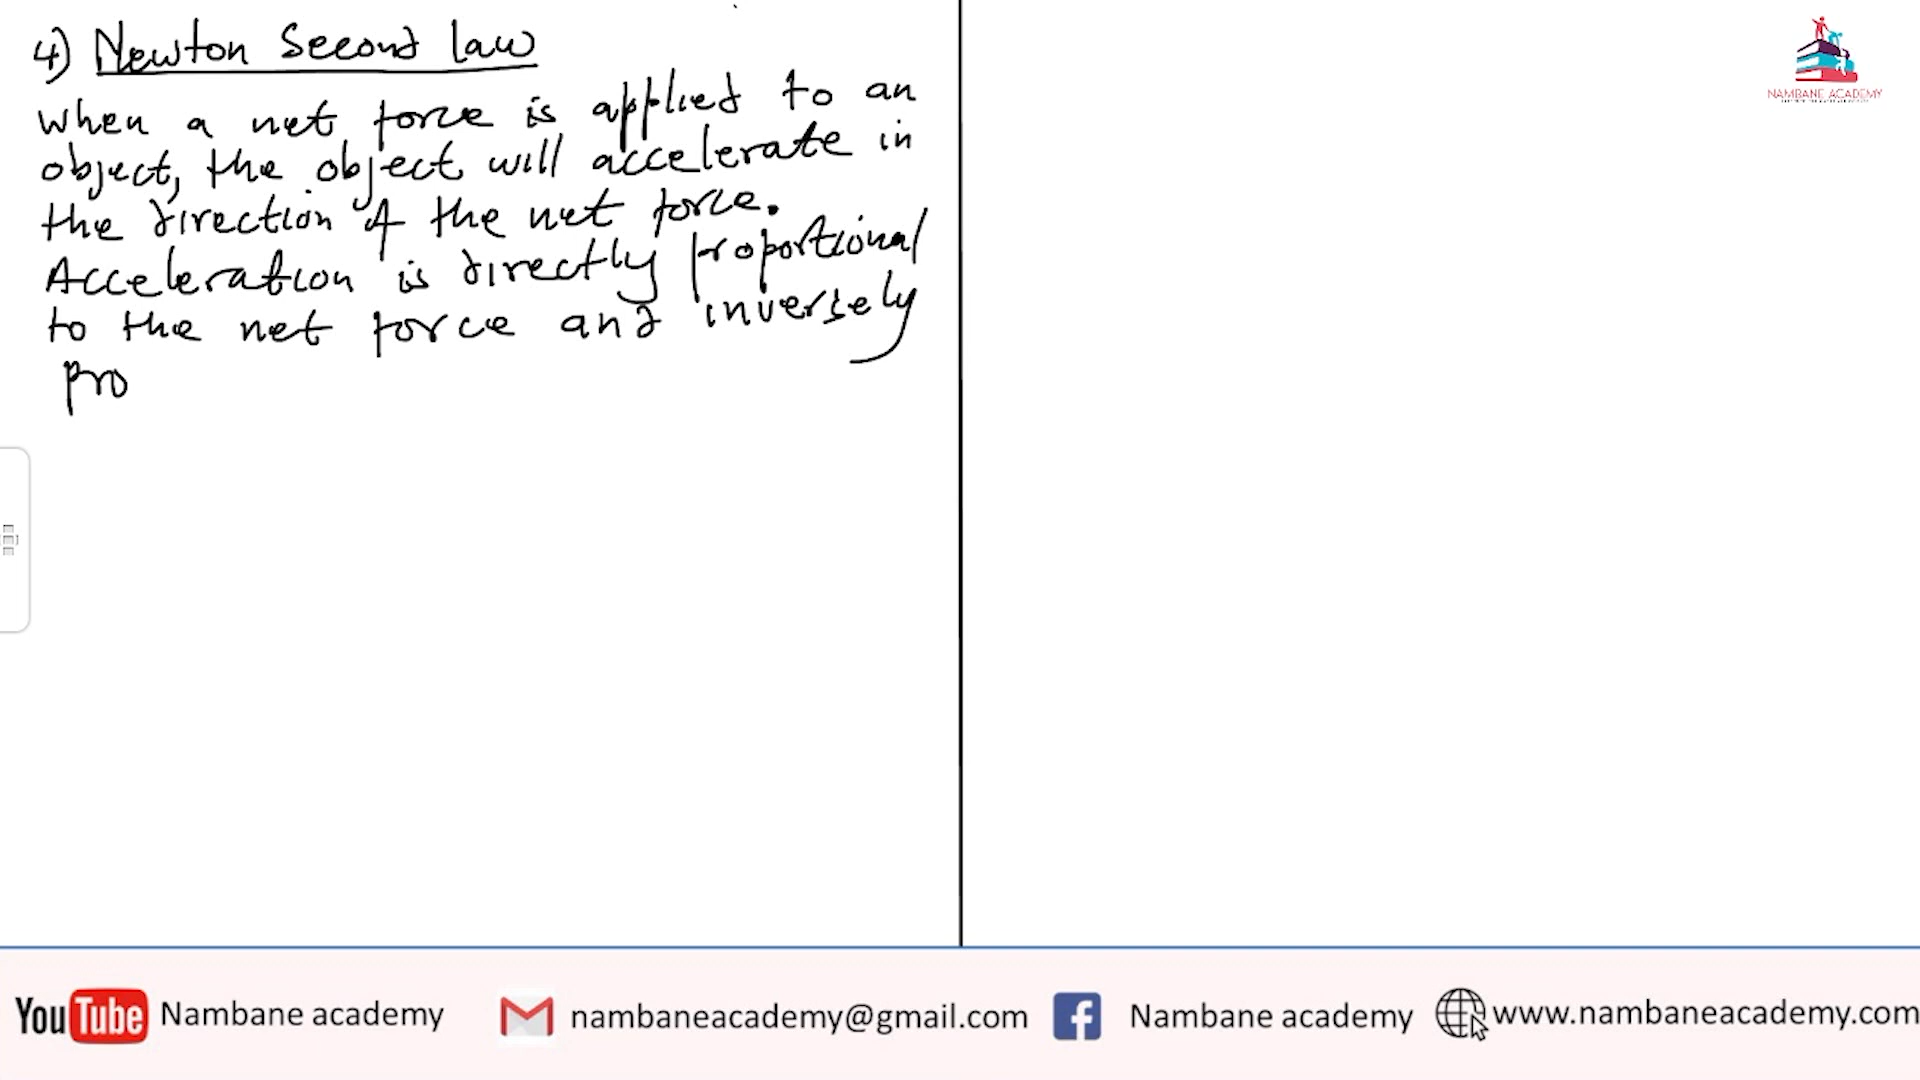 4) Newton Second law
When a net force is applied to an
object, the object will accelerate in
the direction of the net force.
Acceleration is directly proportional
to the net force and inversely
pro
NAMBANE ACADEMY
YouTube Nambane academy
nambaneacademy@gmail.com
Nambane academy
www.nambaneacademy.com